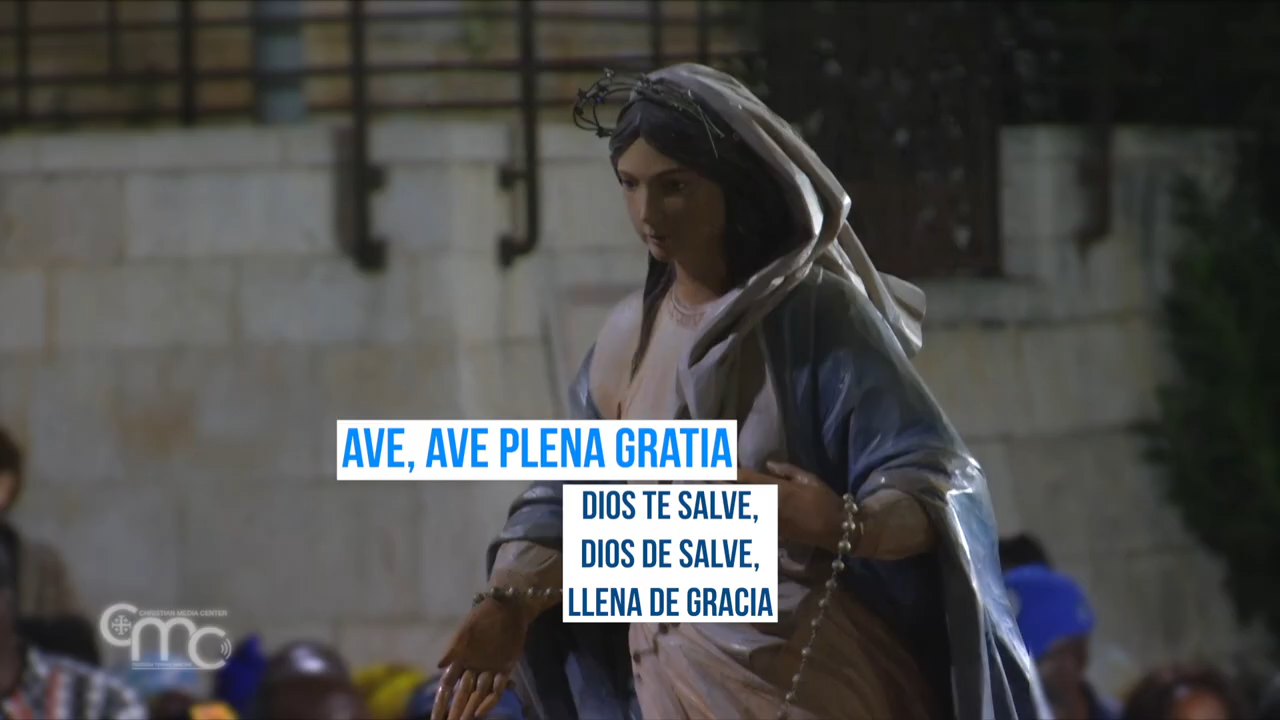 AVE, AVE PLENA GRATIA
DIOS TE SALVE,
DIOS DE SALVE,
LLENA DE GRACIA
CHRISTIAN MEDIA CENTER
CMC